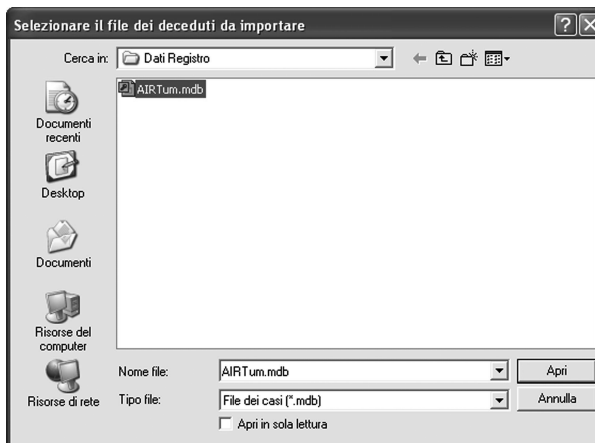 Selezionare il file dei deceduti da importare
Cerca in:
Dati Registro
AIRTum.mdb
Documenti
recenti
Desktop
Documenti
Risorse del
computer
Risorse di rete
Nome file:
AIRTum.mdb
Apri
Tipo file:
File dei casi (*.mdb)
Annulla
Apri in sola lettura